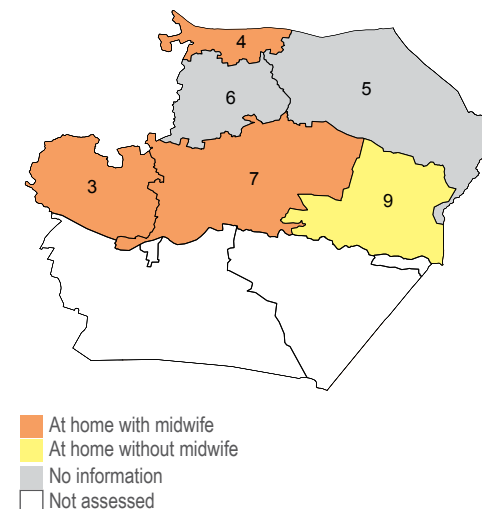 4
6
5
3
7
9
At home with midwife
At home without midwife
No information
Not assessed